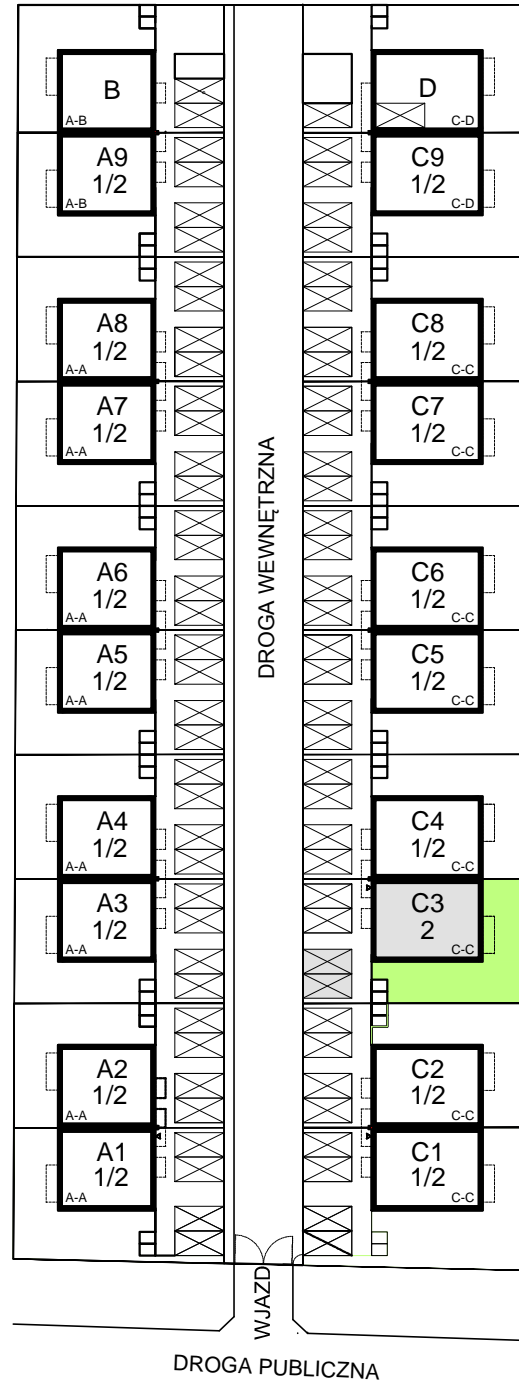 B
A-B
D
C-D
A9
1/2
A-B
C9
1/2
C-D
A8
1/2
A-A
C8
1/2
C-C
A7
1/2
A-A
C7
1/2
C-C
DROGA WEWNĘTRZNA
A6
1/2
A-A
C6
1/2
C-C
A5
1/2
A-A
C5
1/2
C-C
A4
1/2
A-A
C4
1/2
C-C
A3
1/2
A-A
C3
2
C-C
A2
1/2
A-A
C2
1/2
C-C
A1
1/2
A-A
C1
1/2
C-C
WJAZD
DROGA PUBLICZNA